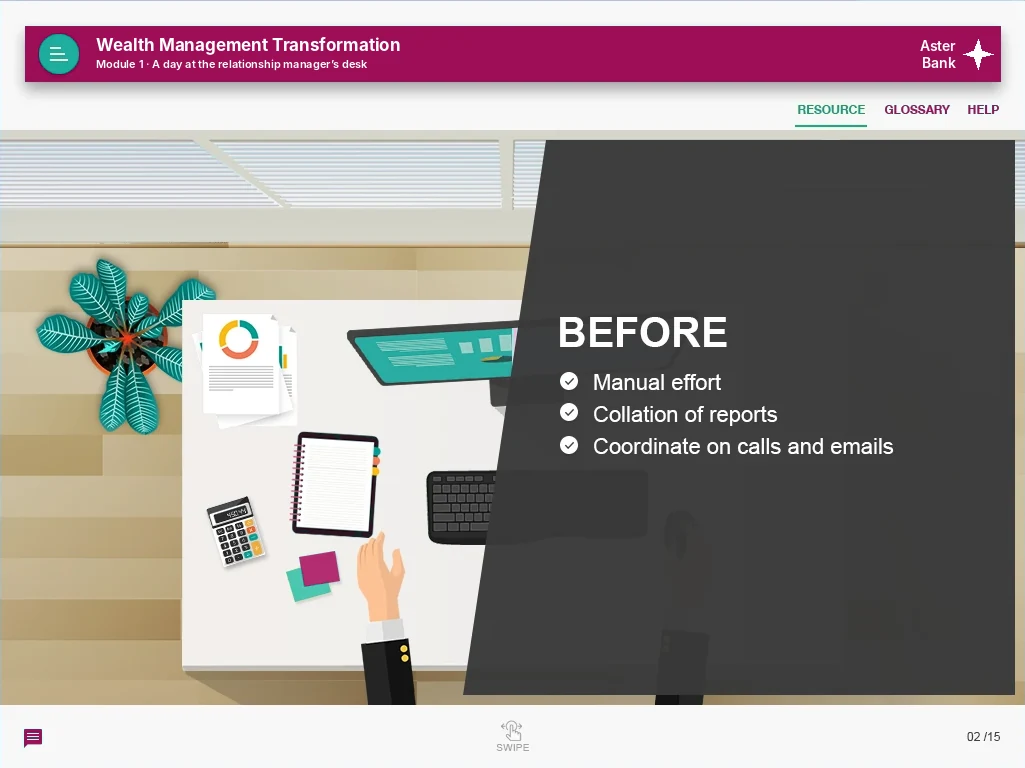 Wealth Management Transformation
Module 1 · A day at the relationship manager’s desk
Aster
Bank
RESOURCE GLOSSARY HELP
BEFORE
Manual effort
Collation of reports
Coordinate on calls and emails
SWIPE
02 /15